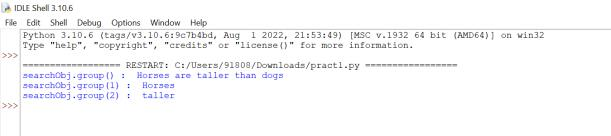 IDLE Shell 3.10.6
File Edit Shell Debug Options Window Help
Python 3.10.6 (tags/v3.10.6:9c7b4bd, Aug 1 2022, 21:53:49) [MSC v.1932 64 bit (AMD64)] on win32
Type "help", "copyright", "credits" or "license()" for more information.
>>>
=================== RESTART: C:/Users/91808/Downloads/pract1.py =================
searchObj.group() :  Horses are taller than dogs
searchObj.group(1) :  Horses
searchObj.group(2) :  taller
>>>